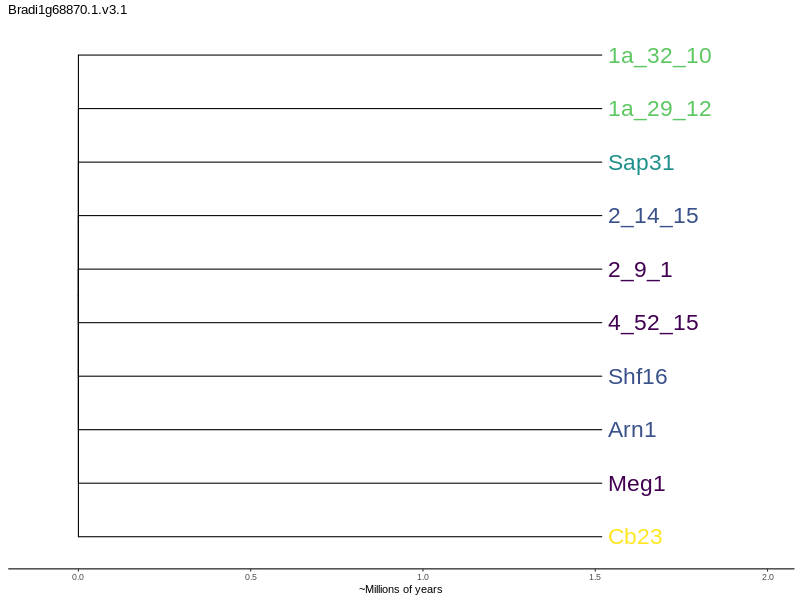 Bradi1g68870.1.v3.1
1a_32_10
1a_29_12
Sap31
2_14_15
2_9_1
4_52_15
Shf16
Arn1
Meg1
Cb23
0.0 0.5 1.0 1.5 2.0
~Millions of years